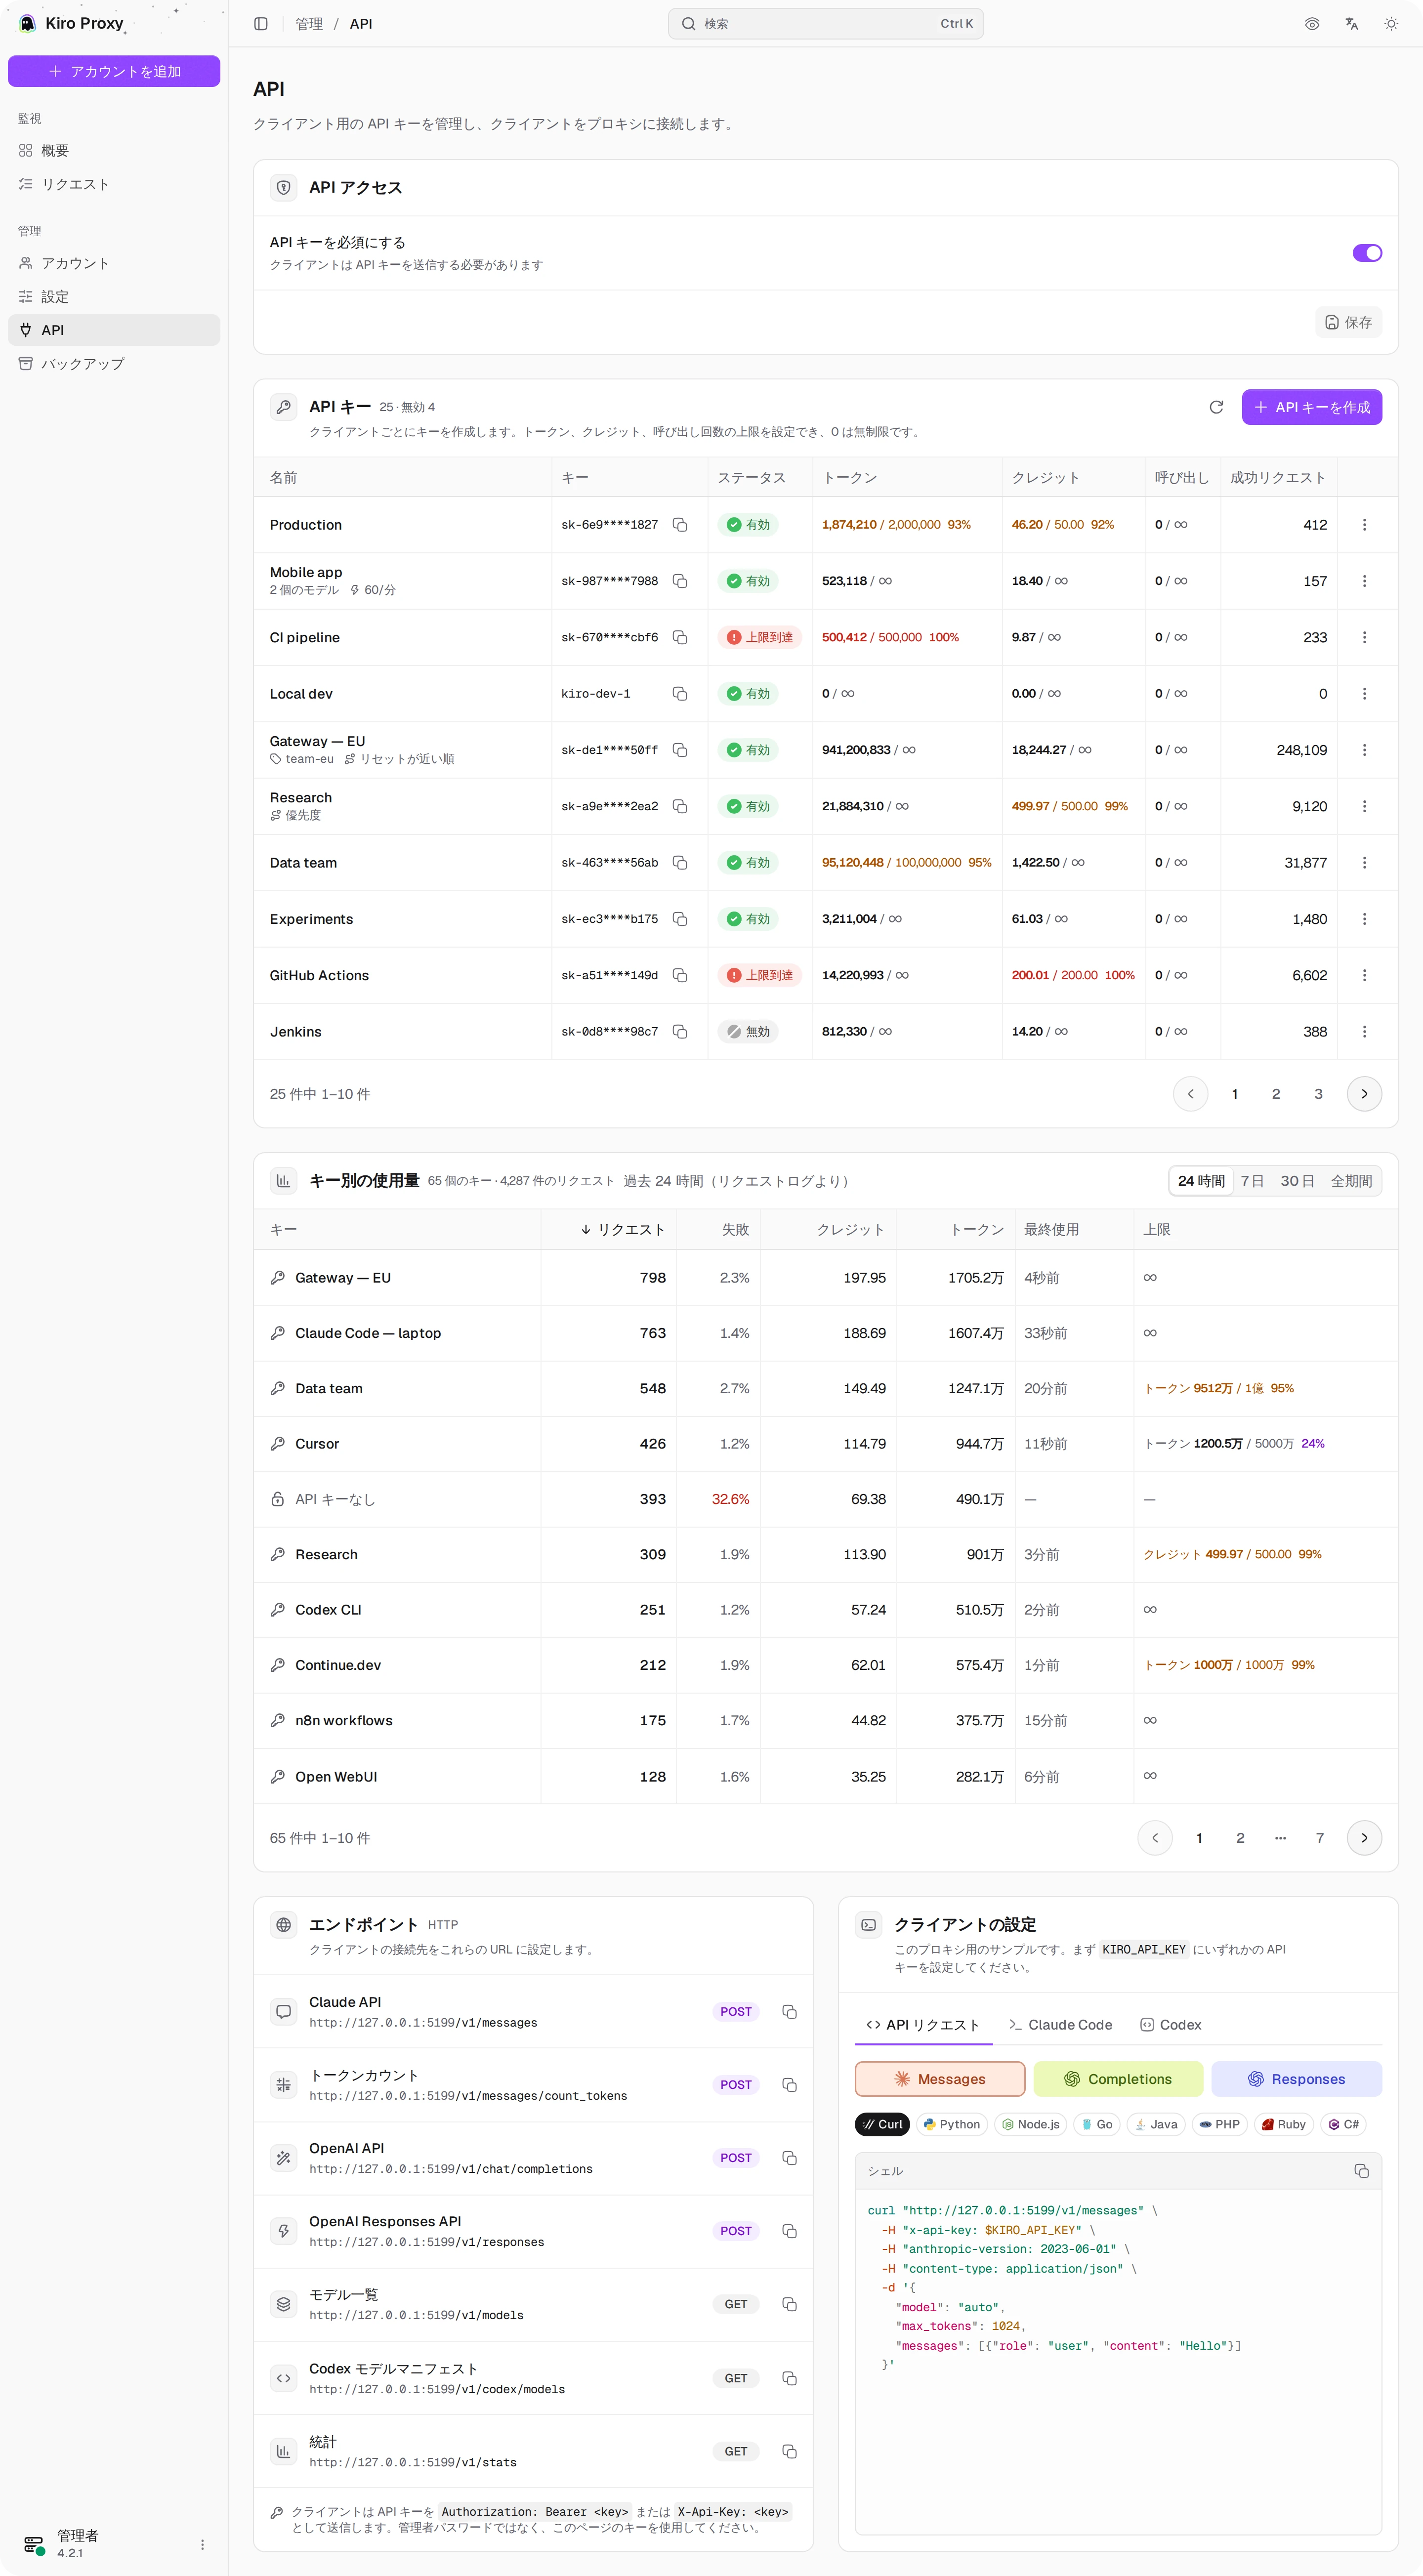 Kiro Proxy
管理 / API
検索 Ctrl K
アカウントを追加
監視
概要
リクエスト
管理
アカウント
設定
API
バックアップ
API
クライアント用の API キーを管理し、クライアントをプロキシに接続します。
API アクセス
API キーを必須にする
クライアントは API キーを送信する必要があります
保存
API キー 25 · 無効 4
クライアントごとにキーを作成します。トークン、クレジット、呼び出し回数の上限を設定でき、0 は無制限です。
API キーを作成
名前 キー ステータス トークン クレジット 呼び出し 成功リクエスト
Production sk-6e9****1827 有効 1,874,210 / 2,000,000 93% 46.20 / 50.00 92% 0 / ∞ 412
Mobile app sk-987****7988 有効 523,118 / ∞ 18.40 / ∞ 0 / ∞ 157
2 個のモデル 60/分
CI pipeline sk-670****cbf6 上限到達 500,412 / 500,000 100% 9.87 / ∞ 0 / ∞ 233
Local dev kiro-dev-1 有効 0 / ∞ 0.00 / ∞ 0 / ∞ 0
Gateway — EU sk-de1****50ff 有効 941,200,833 / ∞ 18,244.27 / ∞ 0 / ∞ 248,109
team-eu リセットが近い順
Research sk-a9e****2ea2 有効 21,884,310 / ∞ 499.97 / 500.00 99% 0 / ∞ 9,120
優先度
Data team sk-463****56ab 有効 95,120,448 / 100,000,000 95% 1,422.50 / ∞ 0 / ∞ 31,877
Experiments sk-ec3****b175 有効 3,211,004 / ∞ 61.03 / ∞ 0 / ∞ 1,480
GitHub Actions sk-a51****149d 上限到達 14,220,993 / ∞ 200.01 / 200.00 100% 0 / ∞ 6,602
Jenkins sk-0d8****98c7 無効 812,330 / ∞ 14.20 / ∞ 0 / ∞ 388
25 件中 1–10 件 1 2 3
キー別の使用量 65 個のキー · 4,287 件のリクエスト 過去 24 時間（リクエストログより） 24 時間 7 日 30 日 全期間
キー ↓ リクエスト 失敗 クレジット トークン 最終使用 上限
Gateway — EU 798 2.3% 197.95 1705.2万 4秒前 ∞
Claude Code — laptop 763 1.4% 188.69 1607.4万 33秒前 ∞
Data team 548 2.7% 149.49 1247.1万 20分前 トークン 9512万 / 1億 95%
Cursor 426 1.2% 114.79 944.7万 11秒前 トークン 1200.5万 / 5000万 24%
API キーなし 393 32.6% 69.38 490.1万 — —
Research 309 1.9% 113.90 901万 3分前 クレジット 499.97 / 500.00 99%
Codex CLI 251 1.2% 57.24 510.5万 2分前 ∞
Continue.dev 212 1.9% 62.01 575.4万 1分前 トークン 1000万 / 1000万 99%
n8n workflows 175 1.7% 44.82 375.7万 15分前 ∞
Open WebUI 128 1.6% 35.25 282.1万 6分前 ∞
65 件中 1–10 件 1 2 ··· 7
エンドポイント HTTP
クライアントの接続先をこれらの URL に設定します。
Claude API
http://127.0.0.1:5199/v1/messages
POST
トークンカウント
http://127.0.0.1:5199/v1/messages/count_tokens
POST
OpenAI API
http://127.0.0.1:5199/v1/chat/completions
POST
OpenAI Responses API
http://127.0.0.1:5199/v1/responses
POST
モデル一覧
http://127.0.0.1:5199/v1/models
GET
Codex モデルマニフェスト
http://127.0.0.1:5199/v1/codex/models
GET
統計
http://127.0.0.1:5199/v1/stats
GET
クライアントは API キーを Authorization: Bearer <key> または X-Api-Key: <key>
として送信します。管理者パスワードではなく、このページのキーを使用してください。
クライアントの設定
このプロキシ用のサンプルです。まず KIRO_API_KEY にいずれかの API
キーを設定してください。
API リクエスト Claude Code Codex
Messages Completions Responses
Curl Python Node.js Go Java PHP Ruby C#
シェル
curl "http://127.0.0.1:5199/v1/messages" \
-H "x-api-key: $KIRO_API_KEY" \
-H "anthropic-version: 2023-06-01" \
-H "content-type: application/json" \
-d '{
"model": "auto",
"max_tokens": 1024,
"messages": [{"role": "user", "content": "Hello"}]
}'
管理者
4.2.1